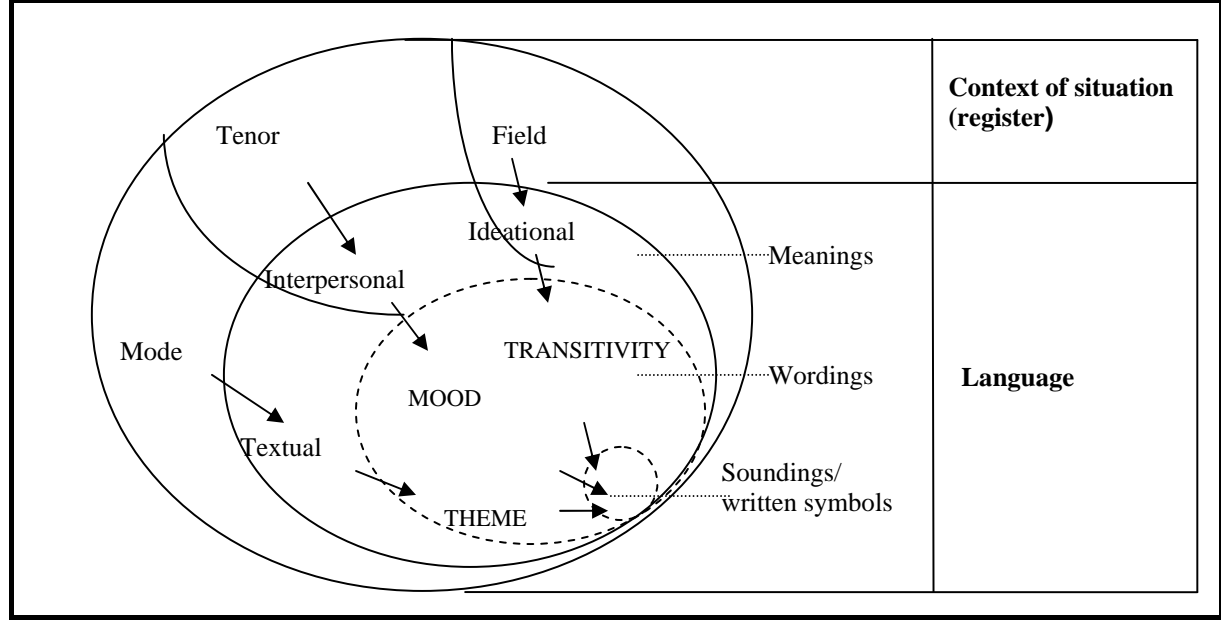 Context of situation
(register)
Tenor
Field
Ideational
Meanings
Interpersonal
Mode
TRANSITIVITY
Wordings
Language
MOOD
Textual
Soundings/
written symbols
THEME